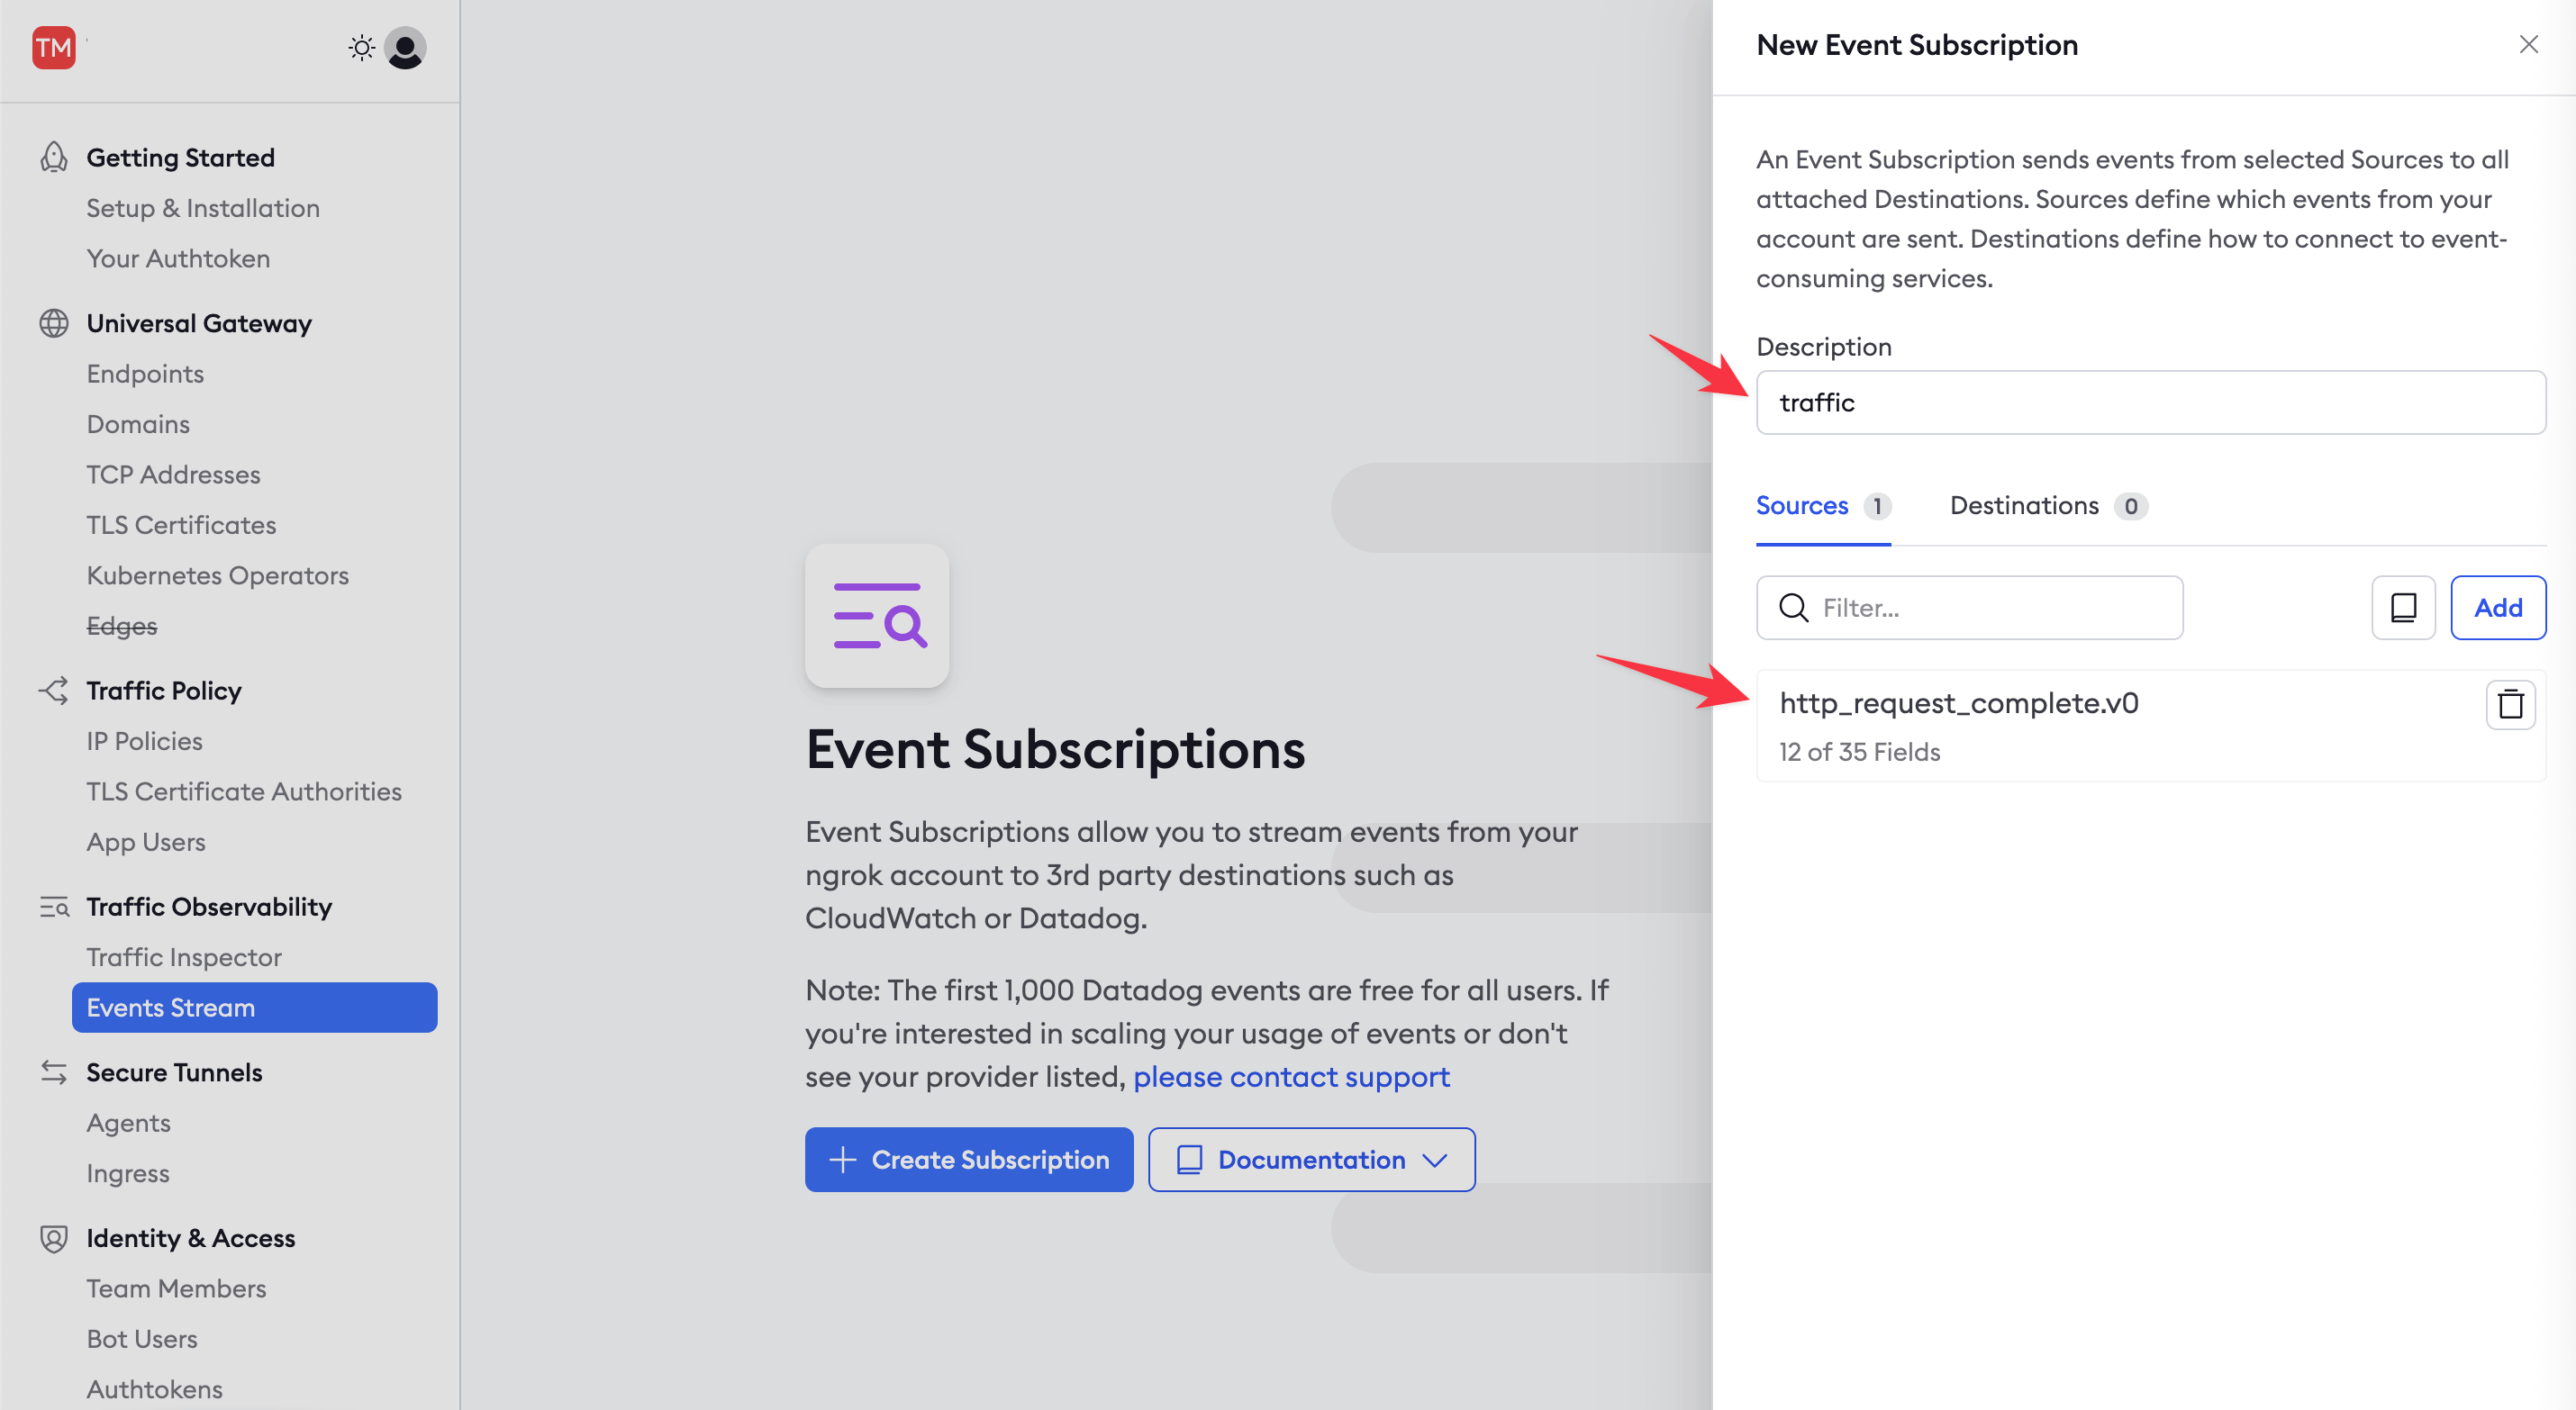 TM
Getting Started
Setup & Installation
Your Authtoken
Universal Gateway
Endpoints
Domains
TCP Addresses
TLS Certificates
Kubernetes Operators
Edges
Traffic Policy
IP Policies
TLS Certificate Authorities
App Users
Traffic Observability
Traffic Inspector
Events Stream
Secure Tunnels
Agents
Ingress
Identity & Access
Team Members
Bot Users
Authtokens
Event Subscriptions
Event Subscriptions allow you to stream events from your
ngrok account to 3rd party destinations such as
CloudWatch or Datadog.
Note: The first 1,000 Datadog events are free for all users. If
you're interested in scaling your usage of events or don't
see your provider listed, please contact support
Create Subscription
Documentation
New Event Subscription
An Event Subscription sends events from selected Sources to all
attached Destinations. Sources define which events from your
account are sent. Destinations define how to connect to event-
consuming services.
Description
traffic
Sources 1 Destinations 0
Filter... Add
http_request_complete.v0
12 of 35 Fields